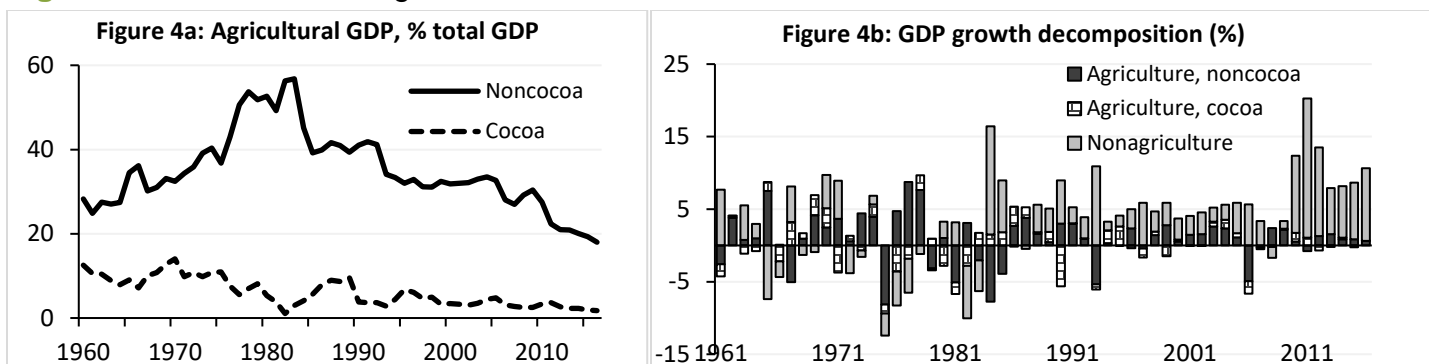 Figure 4a: Agricultural GDP, % total GDP
60
40
20
0
Noncocoa
Cocoa
1960 1970 1980 1990 2000 2010
Figure 4b: GDP growth decomposition (%)
25
15
5
-5
-15
Agriculture, noncocoa
Agriculture, cocoa
Nonagriculture
1961 1971 1981 1991 2001 2011